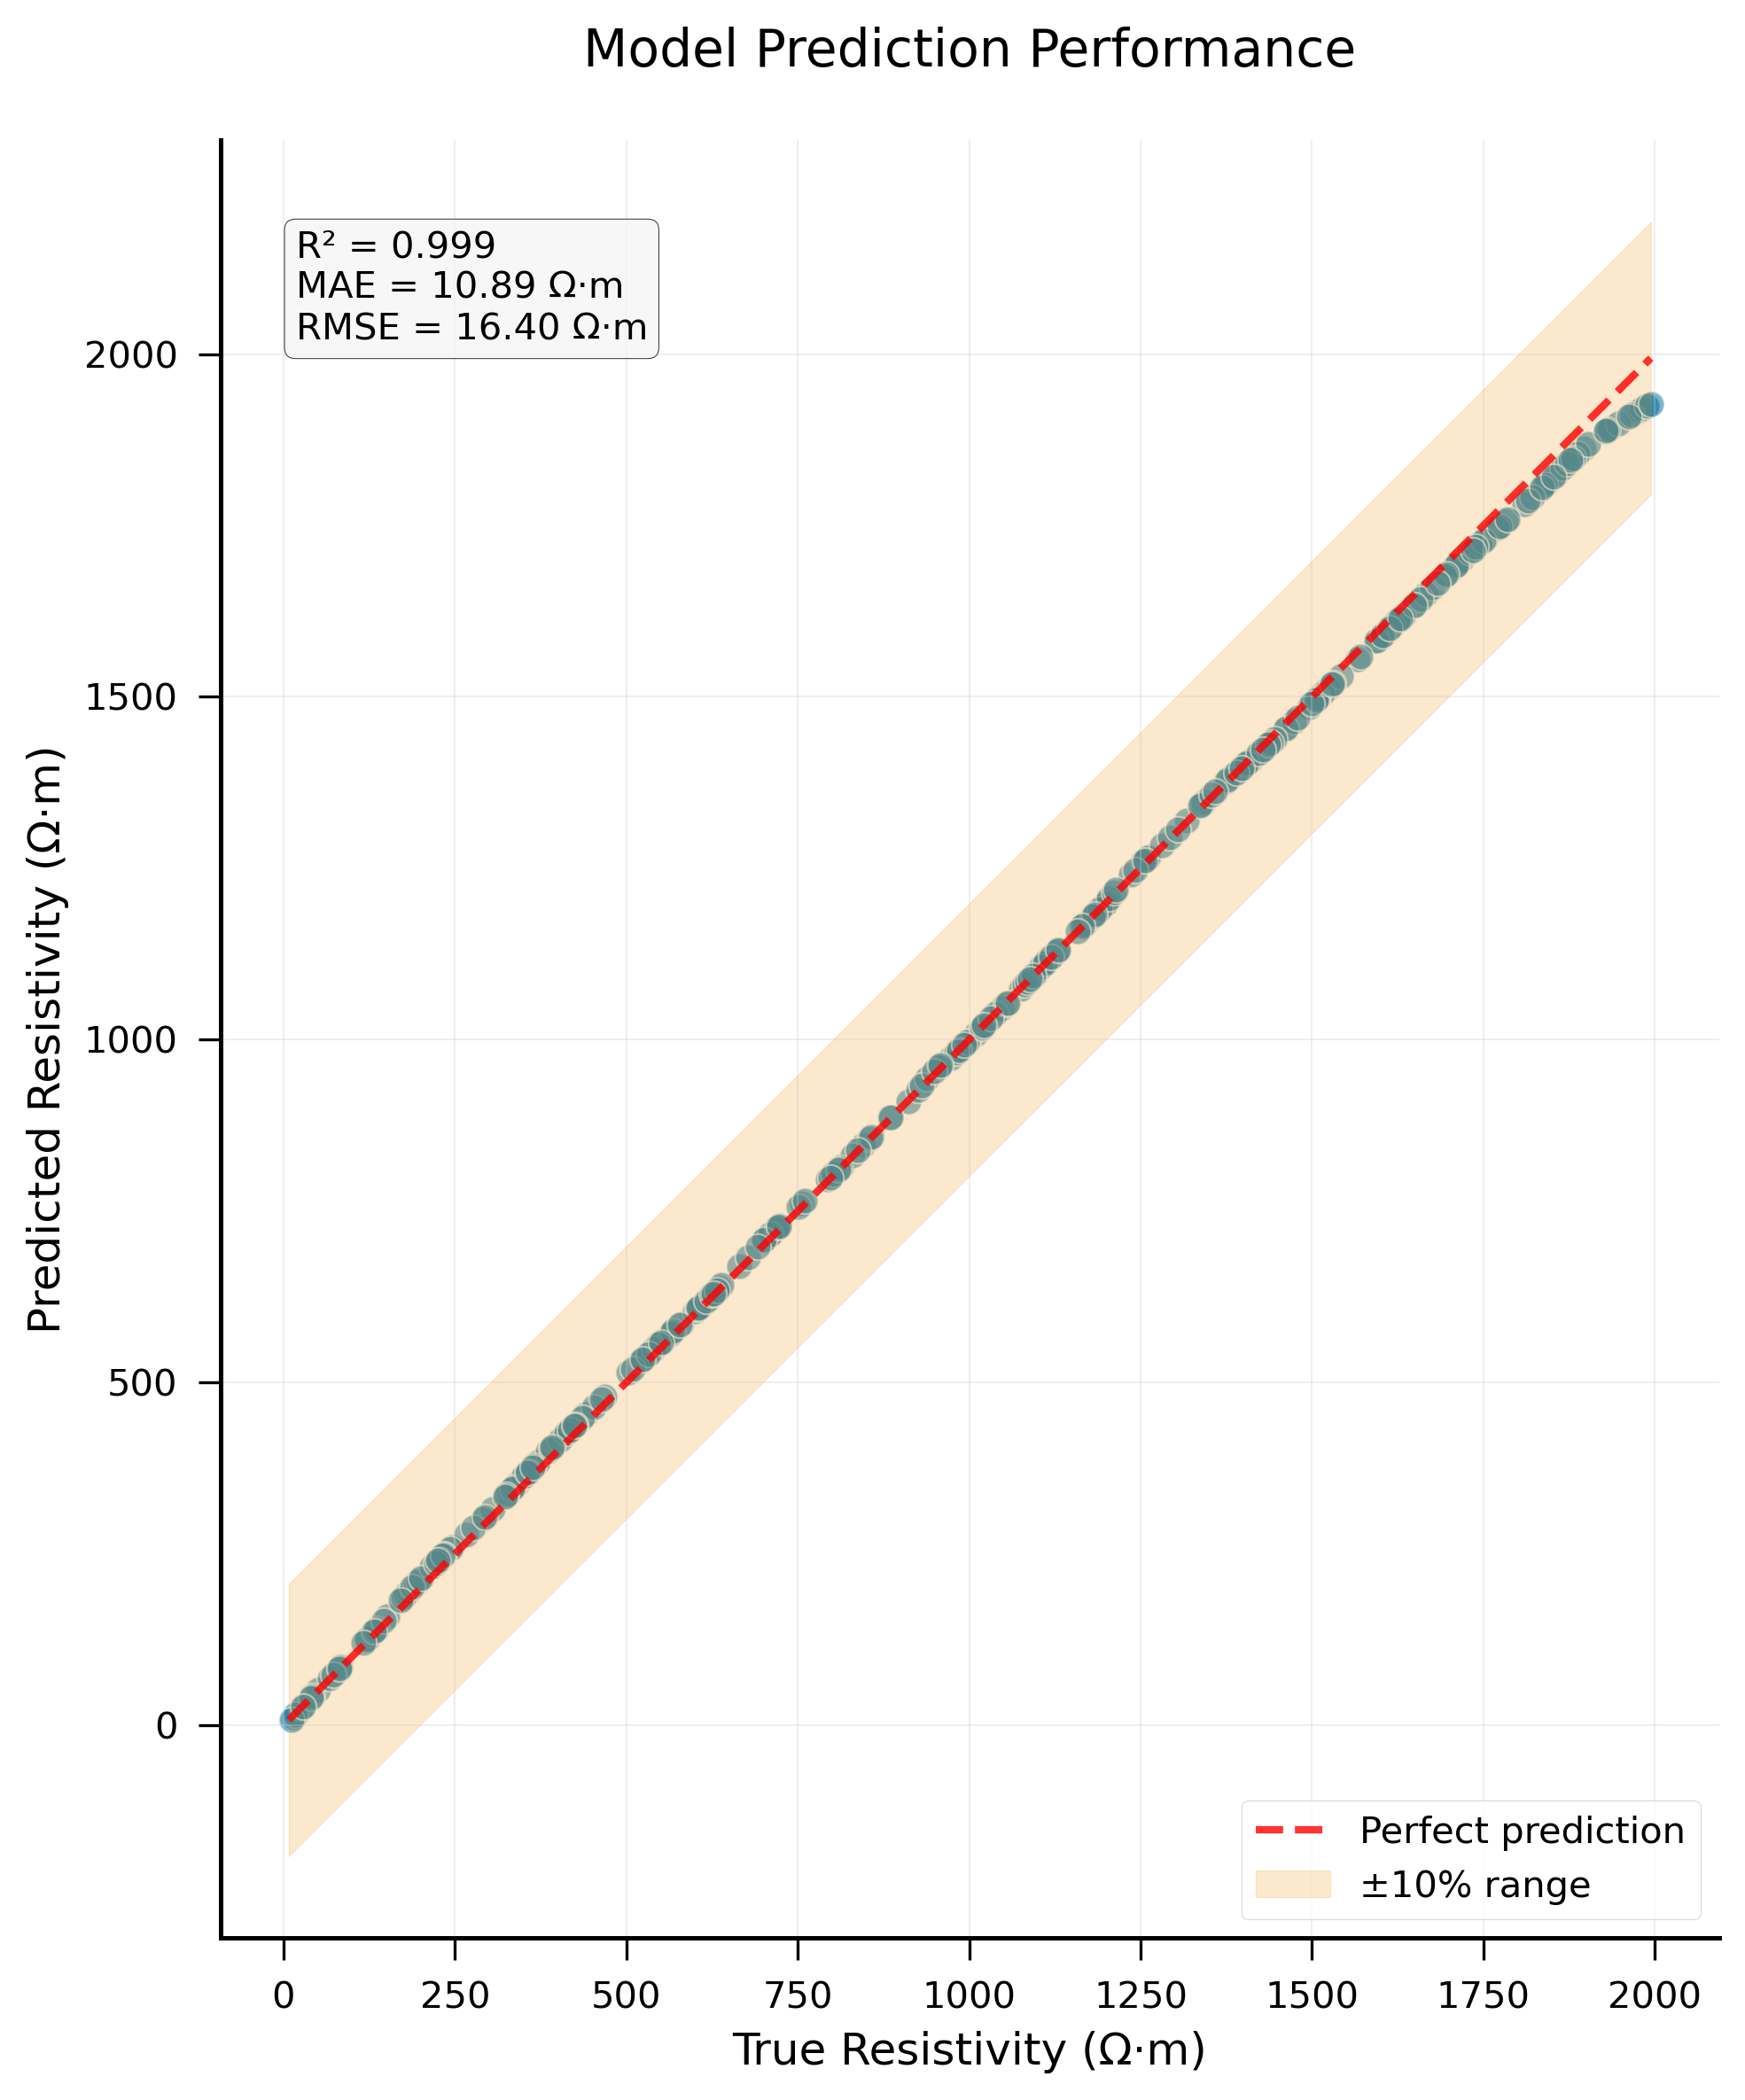 Model Prediction Performance
R² = 0.999
MAE = 10.89 Ω·m
RMSE = 16.40 Ω·m
2000
1500
1000
500
0
Predicted Resistivity (Ω·m)
Perfect prediction
±10% range
0 250 500 750 1000 1250 1500 1750 2000
True Resistivity (Ω·m)